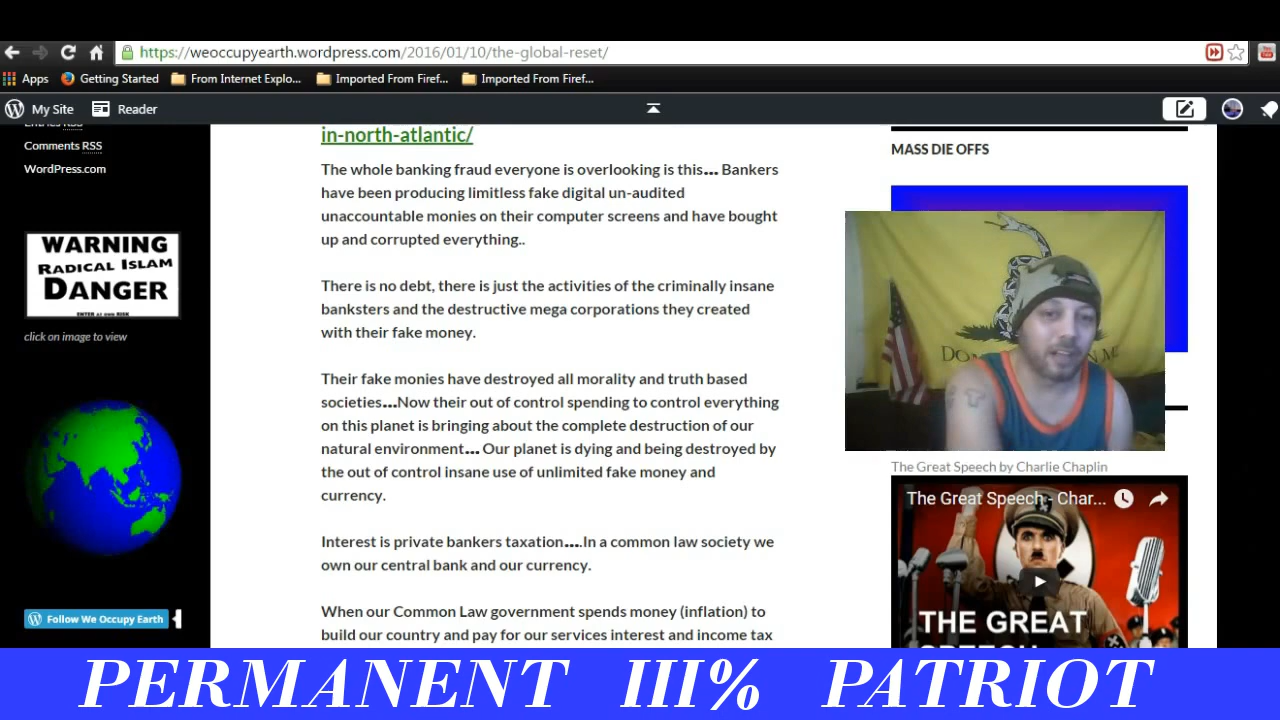 https://weoccupyearth.wordpress.com/2016/01/10/the-global-reset/
Apps Getting Started From Internet Explo... Imported From Firef... Imported From Firef...
My Site Reader
Entries RSS
Comments RSS
WordPress.com
WARNING
RADICAL ISLAM
DANGER
ENTER AT OWN RISK
click on image to view
Follow We Occupy Earth
in-north-atlantic/
The whole banking fraud everyone is overlooking is this... Bankers
have been producing limitless fake digital un-audited
unaccountable monies on their computer screens and have bought
up and corrupted everything..
There is no debt, there is just the activities of the criminally insane
banksters and the destructive mega corporations they created
with their fake money.
Their fake monies have destroyed all morality and truth based
societies...Now their out of control spending to control everything
on this planet is bringing about the complete destruction of our
natural environment... Our planet is dying and being destroyed by
the out of control insane use of unlimited fake money and
currency.
Interest is private bankers taxation....In a common law society we
own our central bank and our currency.
When our Common Law government spends money (inflation) to
build our country and pay for our services interest and income tax
MASS DIE OFFS
The Great Speech by Charlie Chaplin
The Great Speech - Char...
THE GREAT
SPEECH
PERMANENT III% PATRIOT